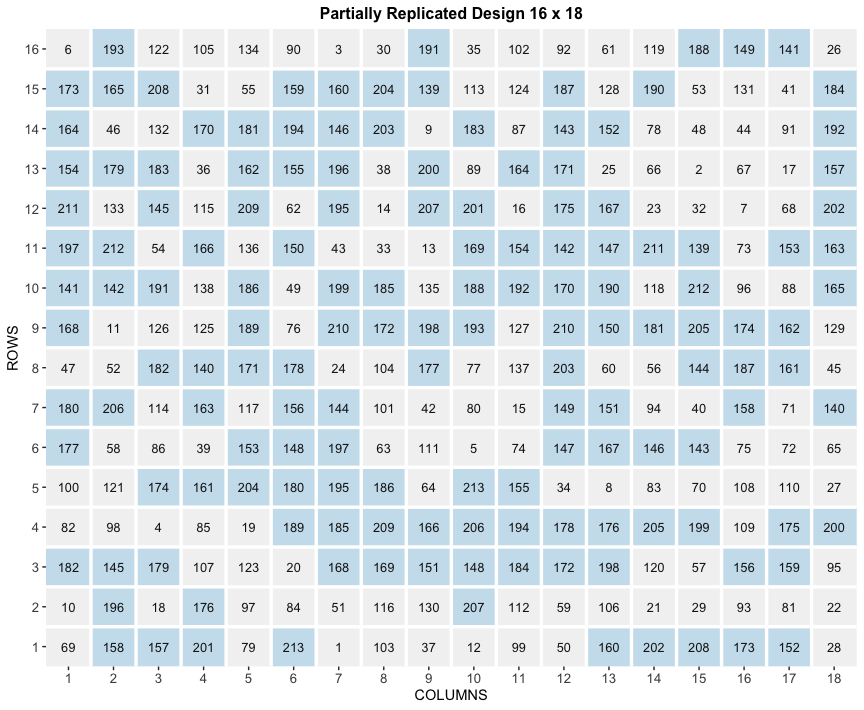 Partially Replicated Design 16 x 18
16 6 193 122 105 134 90 3 30 191 35 102 92 61 119 188 149 141 26
15 173 165 208 31 55 159 160 204 139 113 124 187 128 190 53 131 41 184
14 164 46 132 170 181 194 146 203 9 183 87 143 152 78 48 44 91 192
13 154 179 183 36 162 155 196 38 200 89 164 171 25 66 2 67 17 157
12 211 133 145 115 209 62 195 14 207 201 16 175 167 23 32 7 68 202
11 197 212 54 166 136 150 43 33 13 169 154 142 147 211 139 73 153 163
10 141 142 191 138 186 49 199 185 135 188 192 170 190 118 212 96 88 165
9 168 11 126 125 189 76 210 172 198 193 127 210 150 181 205 174 162 129
8 47 52 182 140 171 178 24 104 177 77 137 203 60 56 144 187 161 45
7 180 206 114 163 117 156 144 101 42 80 15 149 151 94 40 158 71 140
6 177 58 86 39 153 148 197 63 111 5 74 147 167 146 143 75 72 65
5 100 121 174 161 204 180 195 186 64 213 155 34 8 83 70 108 110 27
4 82 98 4 85 19 189 185 209 166 206 194 178 176 205 199 109 175 200
3 182 145 179 107 123 20 168 169 151 148 184 172 198 120 57 156 159 95
2 10 196 18 176 97 84 51 116 130 207 112 59 106 21 29 93 81 22
1 69 158 157 201 79 213 1 103 37 12 99 50 160 202 208 173 152 28
1 2 3 4 5 6 7 8 9 10 11 12 13 14 15 16 17 18
COLUMNS
ROWS